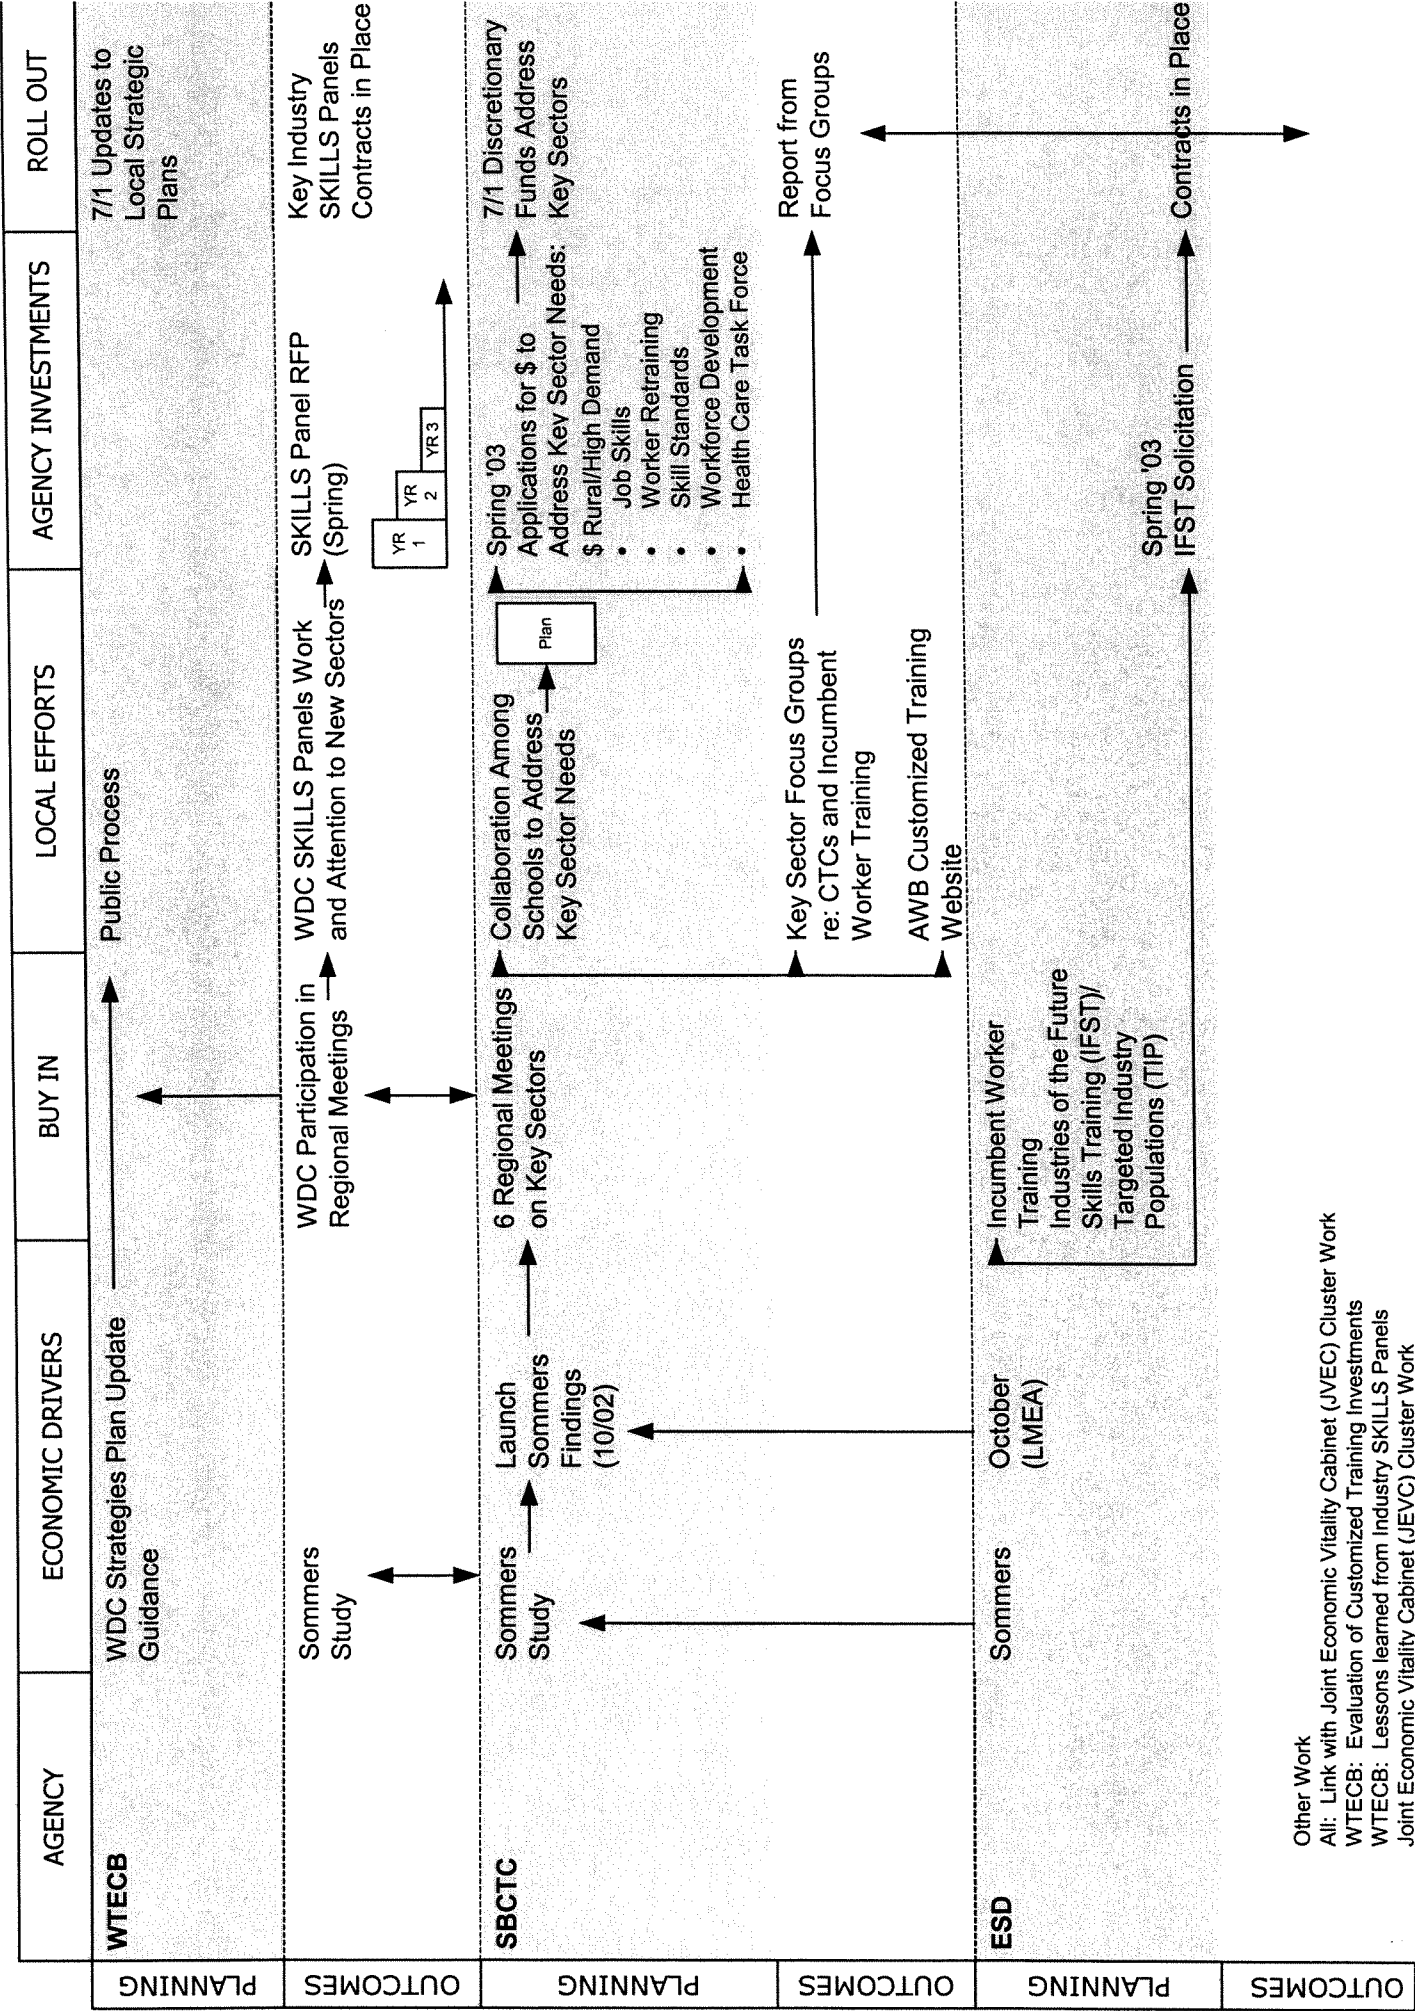 AGENCY
ECONOMIC DRIVERS
BUY IN
LOCAL EFFORTS
AGENCY INVESTMENTS
ROLL OUT
PLANNING
WTECB
WDC Strategies Plan Update
Guidance
Public Process
7/1 Updates to
Local Strategic
Plans
OUTCOMES
Sommers
Study
WDC Participation in
Regional Meetings
WDC SKILLS Panels Work
and Attention to New Sectors
SKILLS Panel RFP
(Spring)
YR
1
YR
2
YR 3
Key Industry
SKILLS Panels
Contracts in Place
PLANNING
SBCTC
Sommers
Study
Launch
Sommers
Findings
(10/02)
6 Regional Meetings
on Key Sectors
Collaboration Among
Schools to Address
Key Sector Needs
Plan
Spring '03
Applications for $ to
Address Key Sector Needs:
$ Rural/High Demand
• Job Skills
• Worker Retraining
• Skill Standards
• Workforce Development
• Health Care Task Force
7/1 Discretionary
Funds Address
Key Sectors
OUTCOMES
Key Sector Focus Groups
re: CTCs and Incumbent
Worker Training
AWB Customized Training
Website
Report from
Focus Groups
PLANNING
ESD
Sommers
October
(LMEA)
Incumbent Worker
Training
Industries of the Future
Skills Training (IFST)/
Targeted Industry
Populations (TIP)
Spring '03
IFST Solicitation
Contracts in Place
OUTCOMES
Other Work
All: Link with Joint Economic Vitality Cabinet (JVEC) Cluster Work
WTECB: Evaluation of Customized Training Investments
WTECB: Lessons learned from Industry SKILLS Panels
Joint Economic Vitality Cabinet (JEVC) Cluster Work